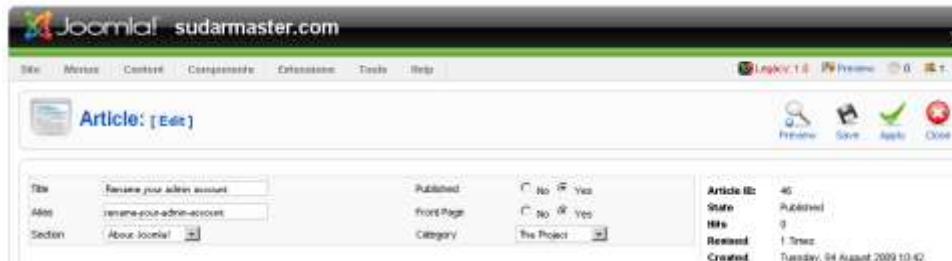 Joomla! sudarmaster.com
Site Menus Content Components Extensions Tools Help Legacy: 1.0 Preview 0 1
Article: [ Edit ]
Preview Save Apply Close
Title Rename your admin account Published No Yes Article ID: 46
Alias rename-your-admin-account Front Page No Yes State Published
Section About Joomla! Category The Project Hits 0
Revised 1 Times
Created Tuesday, 04 August 2009 10:42